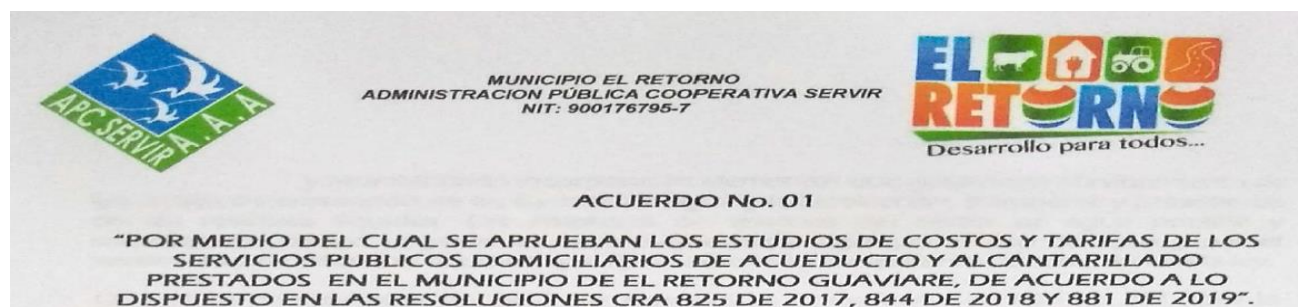 APC SERVIR A.A.A
MUNICIPIO EL RETORNO
ADMINISTRACION PÚBLICA COOPERATIVA SERVIR
NIT: 900176795-7
EL
RETORNO
Desarrollo para todos...
ACUERDO No. 01
"POR MEDIO DEL CUAL SE APRUEBAN LOS ESTUDIOS DE COSTOS Y TARIFAS DE LOS
SERVICIOS PUBLICOS DOMICILIARIOS DE ACUEDUCTO Y ALCANTARILLADO
PRESTADOS EN EL MUNICIPIO DE EL RETORNO GUAVIARE, DE ACUERDO A LO
DISPUESTO EN LAS RESOLUCIONES CRA 825 DE 2017, 844 DE 2018 Y 881 DE 2019".